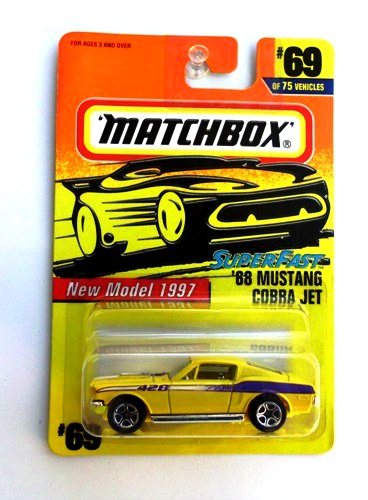 FOR AGES 3 AND OVER
#69
OF 75 VEHICLES
MATCHBOX®
SUPERFAST™
'68 MUSTANG
COBRA JET
New Model 1997
428
#69